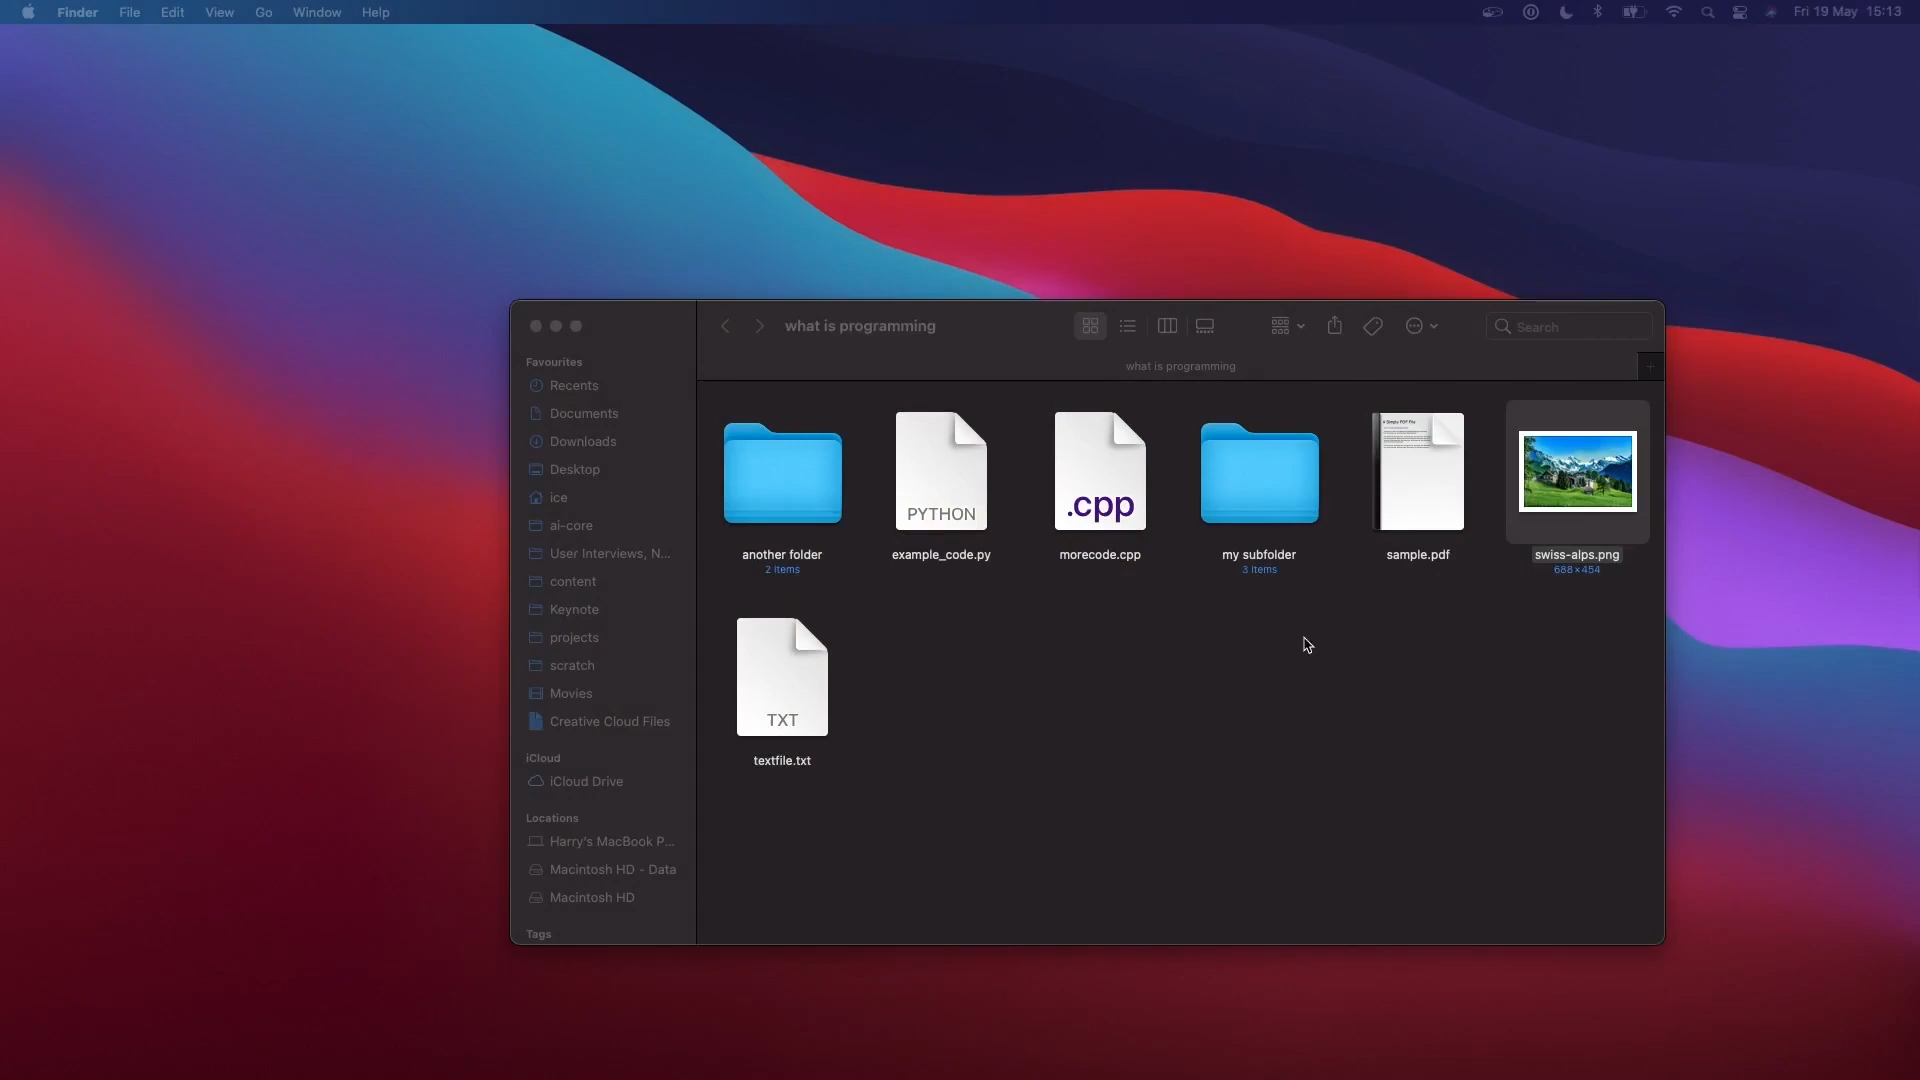 Finder File Edit View Go Window Help
Fri 19 May 15:13
what is programming
Search
what is programming
Favourites
Recents
Documents
Downloads
Desktop
ice
ai-core
User Interviews, N...
content
Keynote
projects
scratch
Movies
Creative Cloud Files
iCloud
iCloud Drive
Locations
Harry's MacBook P...
Macintosh HD - Data
Macintosh HD
Tags
PYTHON
.cpp
another folder
2 items
example_code.py
morecode.cpp
my subfolder
3 items
sample.pdf
swiss-alps.png
688×454
TXT
textfile.txt